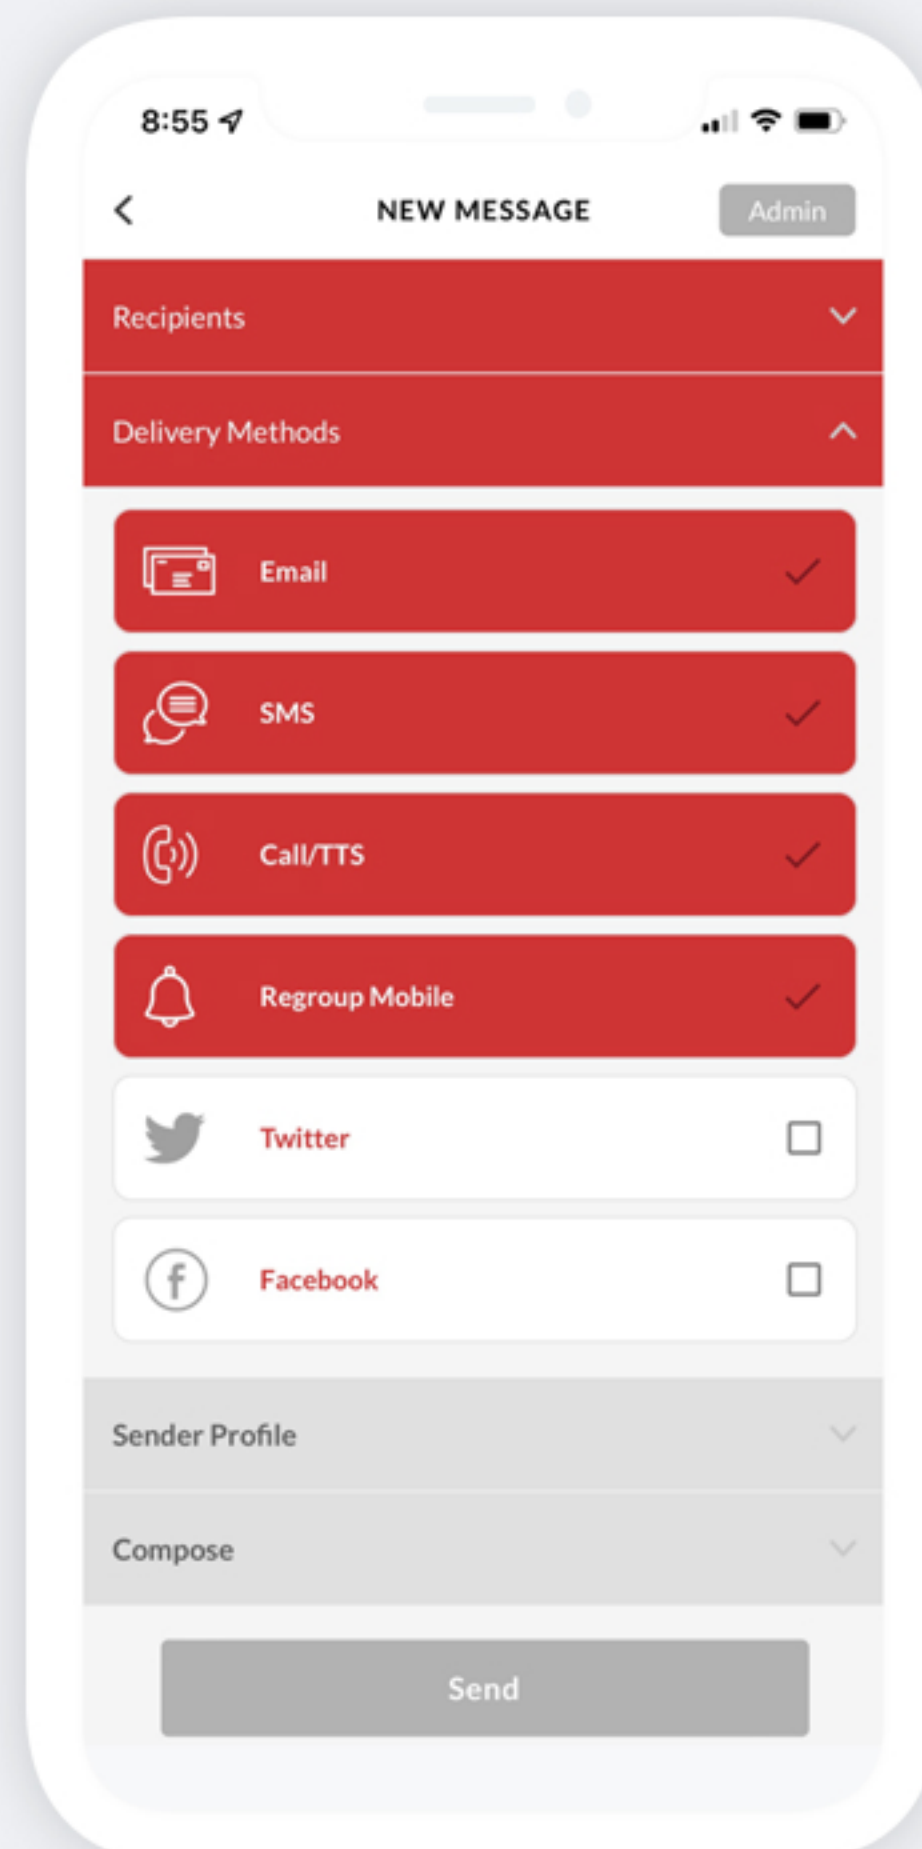 8:55
NEW MESSAGE
Admin
Recipients
Delivery Methods
Email
SMS
Call/TTS
Regroup Mobile
Twitter
Facebook
Sender Profile
Compose
Send